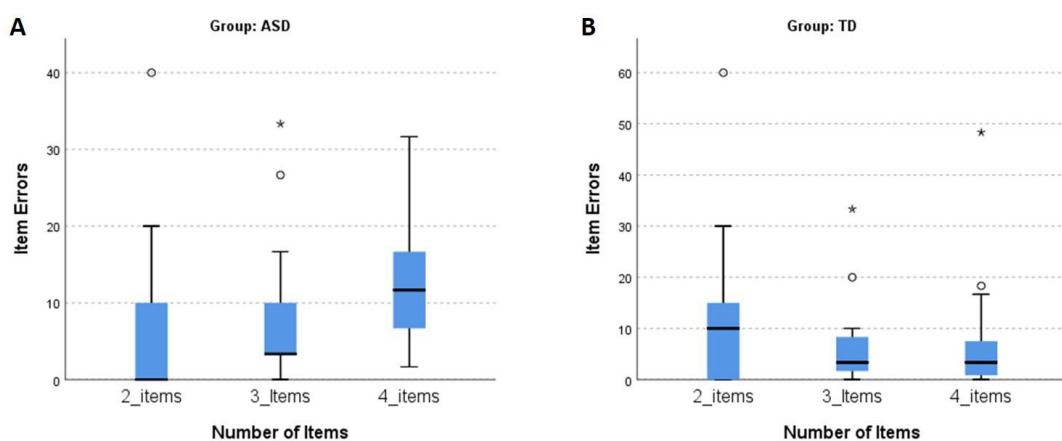 A
Group: ASD
Item Errors
40
30
20
10
0
2_items
3_Items
4_items
Number of Items
B
Group: TD
Item Errors
60
50
40
30
20
10
0
2_items
3_Items
4_items
Number of Items